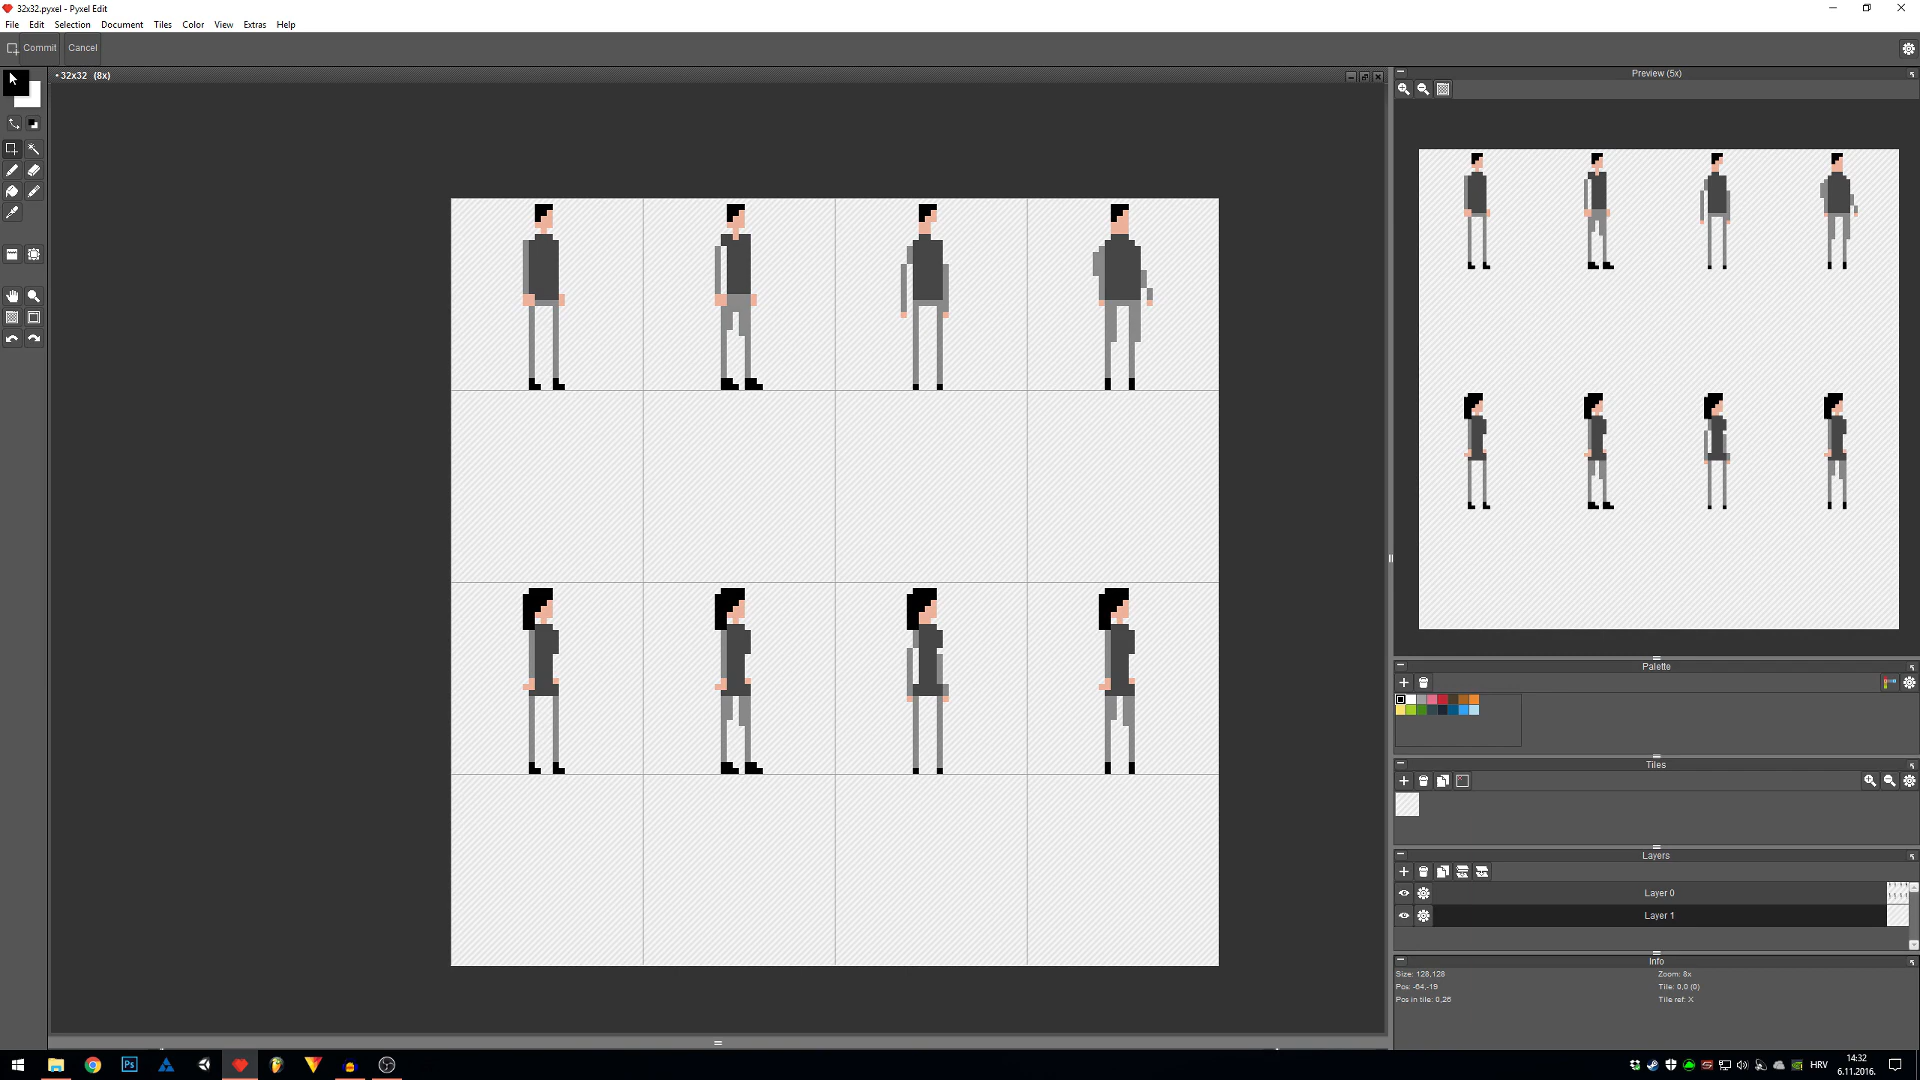 32x32.pyxel - Pyxel Edit
File Edit Selection Document Tiles Color View Extras Help
Commit Cancel
• 32x32 (8x)
Preview (5x)
Palette
Tiles
Layers
Layer 0
Layer 1
Info
Size: 128,128 Zoom: 8x
Pos: -64,-19 Tile: 0,0 (0)
Pos in tile: 0,26 Tile ref: X
Ps
HRV
14:32
6.11.2016.